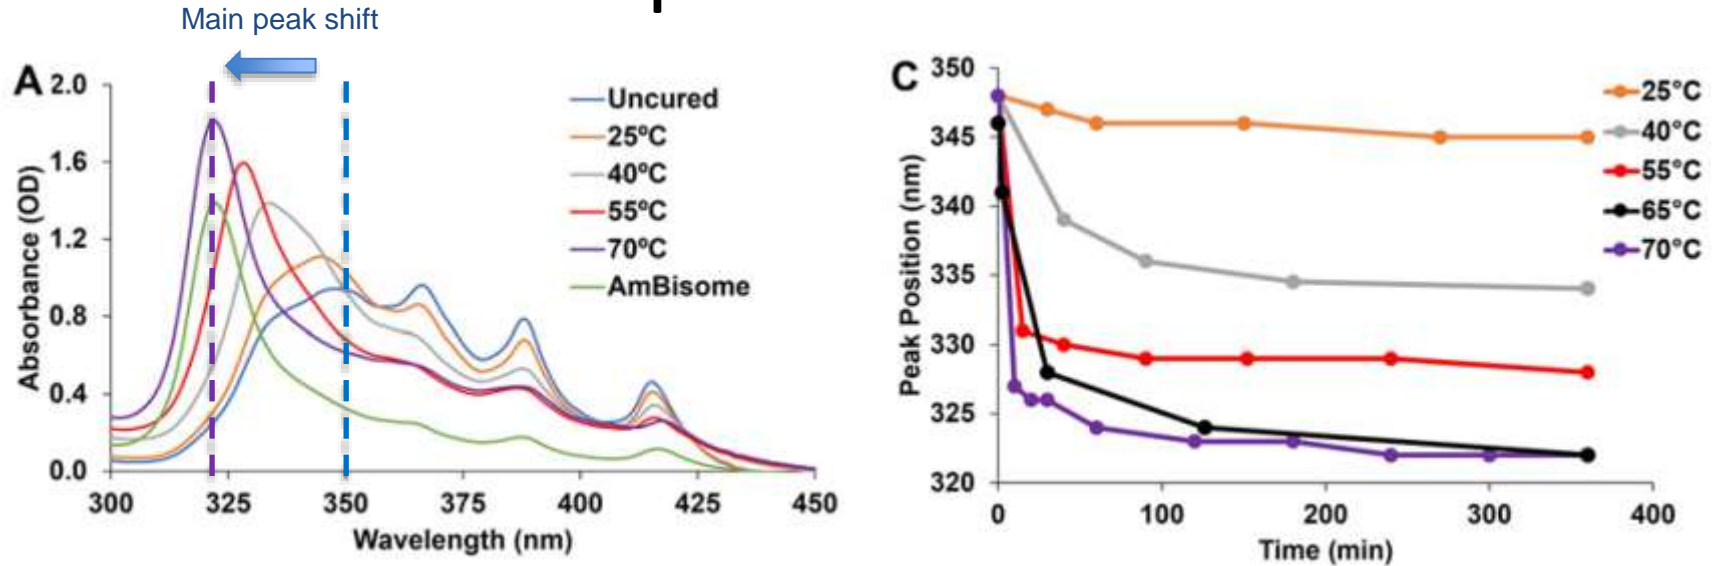 Main peak shift
A
2.0
1.6
1.2
0.8
0.4
0.0
Absorbance (OD)
300 325 350 375 400 425 450
Wavelength (nm)
Uncured
25ºC
40ºC
55ºC
70ºC
AmBisome
C
350
345
340
335
330
325
320
Peak Position (nm)
0 100 200 300 400
Time (min)
25°C
40°C
55°C
65°C
70°C